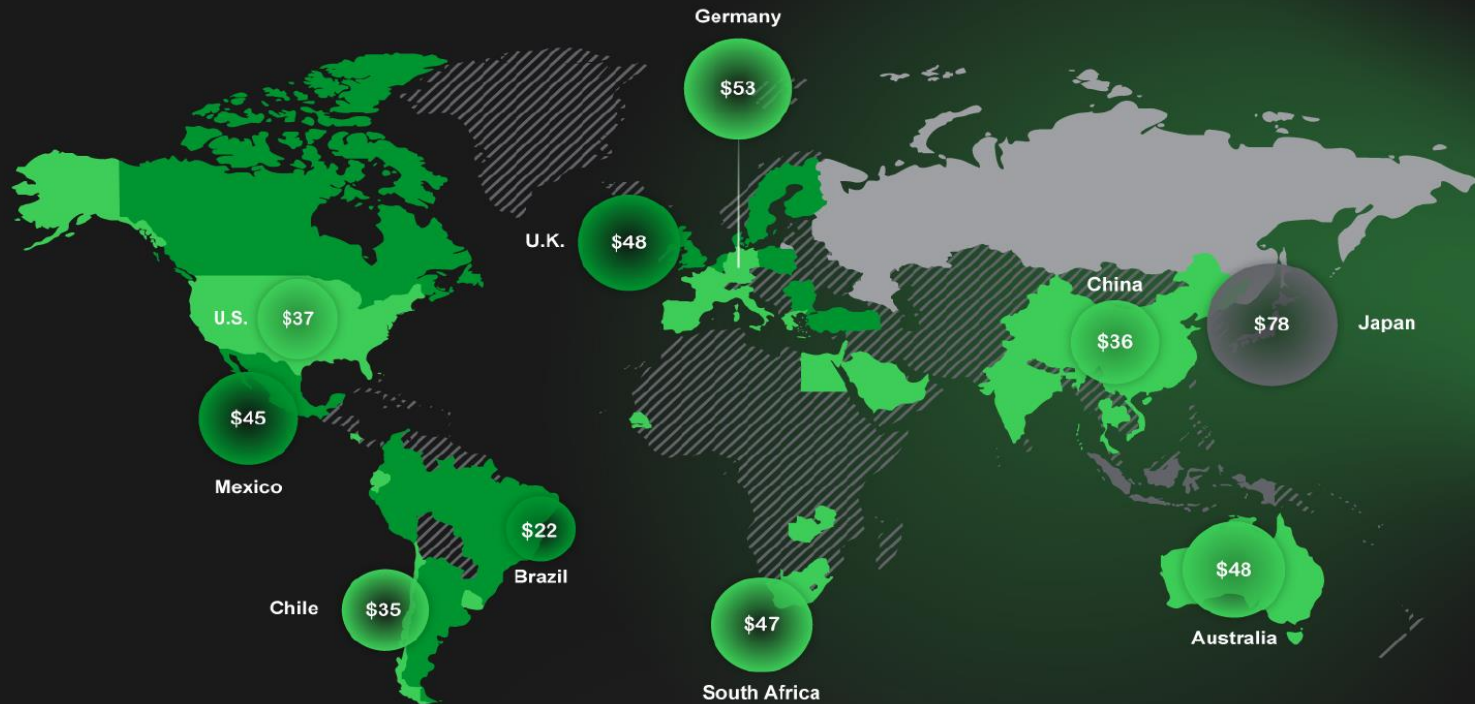 Germany
$53
U.K.
$48
China
$36
$78
Japan
U.S.
$37
$45
Mexico
$22
Brazil
Chile
$35
$47
South Africa
$48
Australia